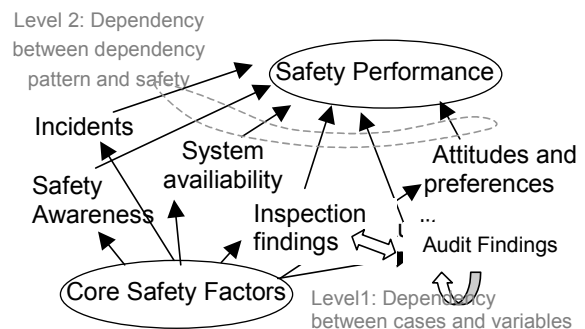 Level 2: Dependency
between dependency
pattern and safety
Safety Performance
Incidents
System
availiability
Attitudes and
preferences
Safety
Awareness
Inspection
findings
...
Audit Findings
Core Safety Factors
Level1: Dependency
between cases and variables